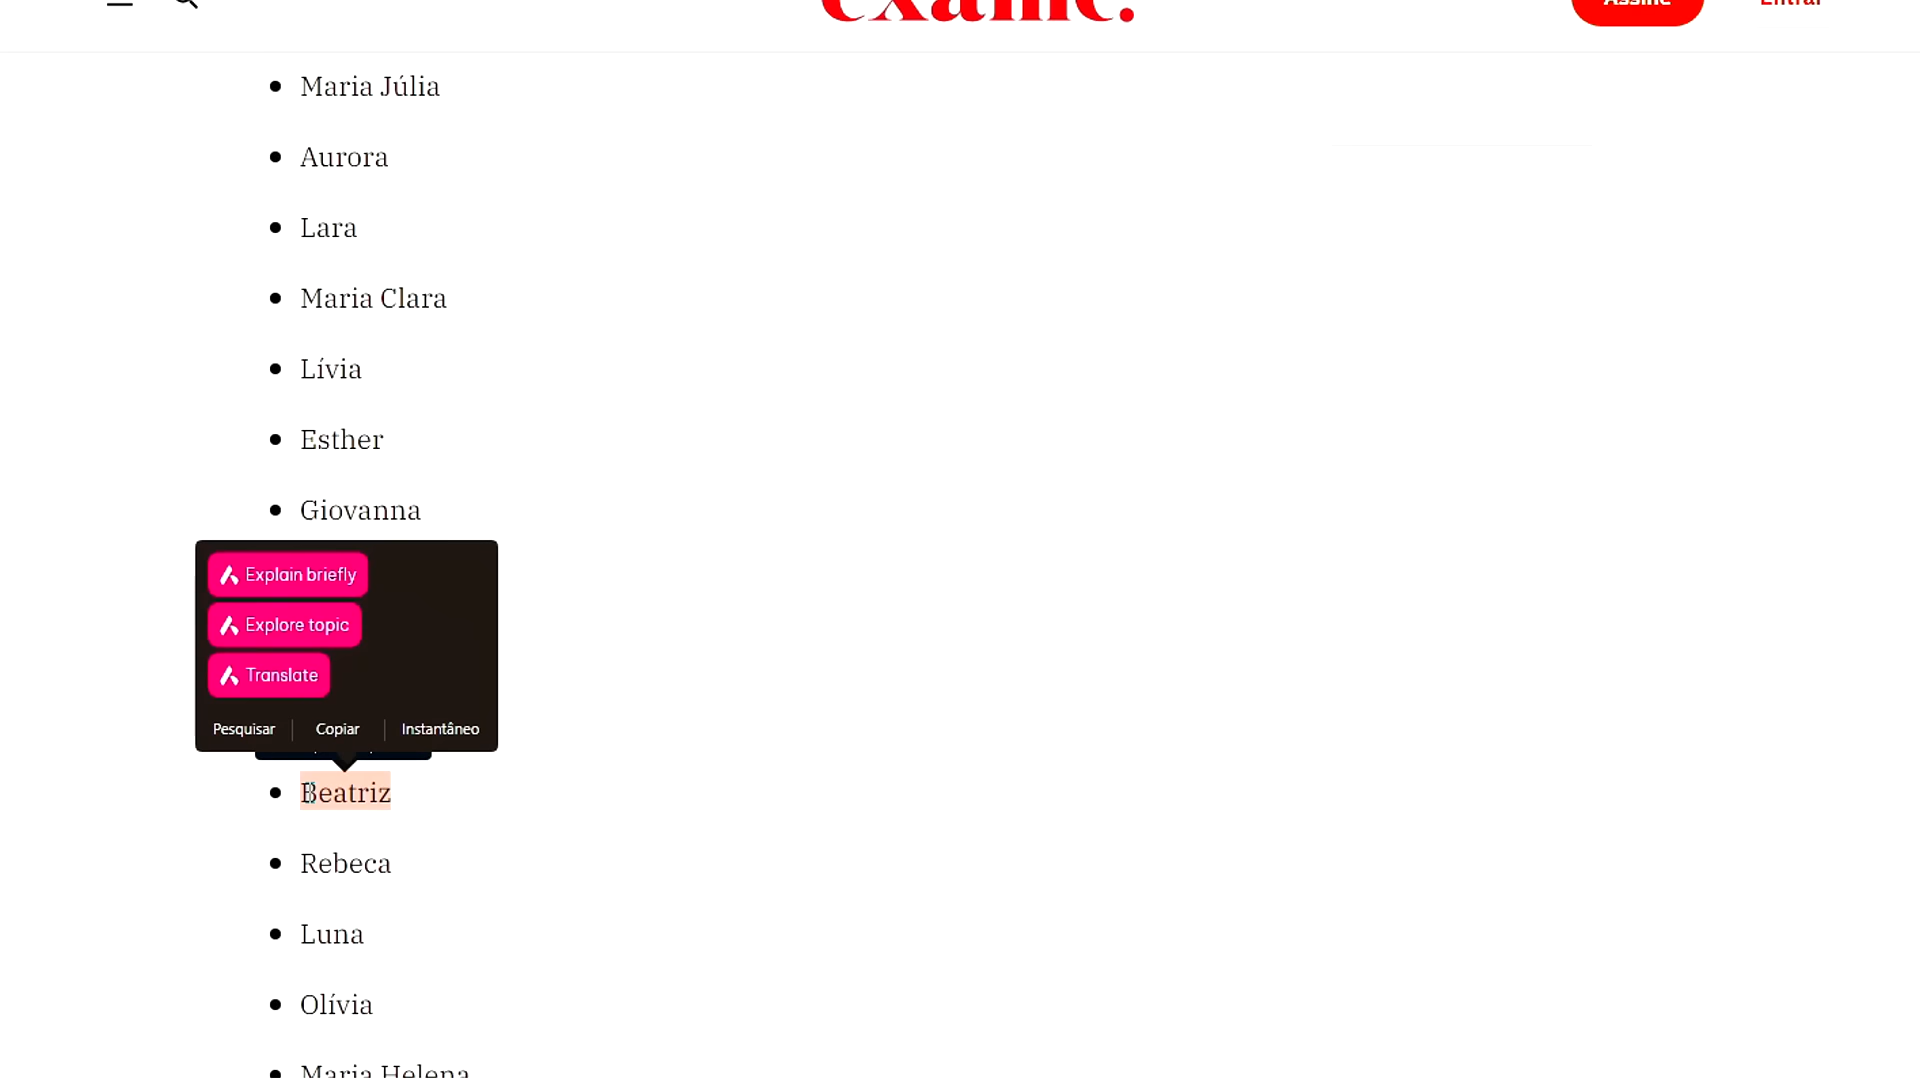 exame.
Assine
Entrar
Maria Júlia
Aurora
Lara
Maria Clara
Lívia
Esther
Giovanna
Explain briefly
Explore topic
Translate
Pesquisar
Copiar
Instantâneo
Beatriz
Rebeca
Luna
Olívia
Maria Helena